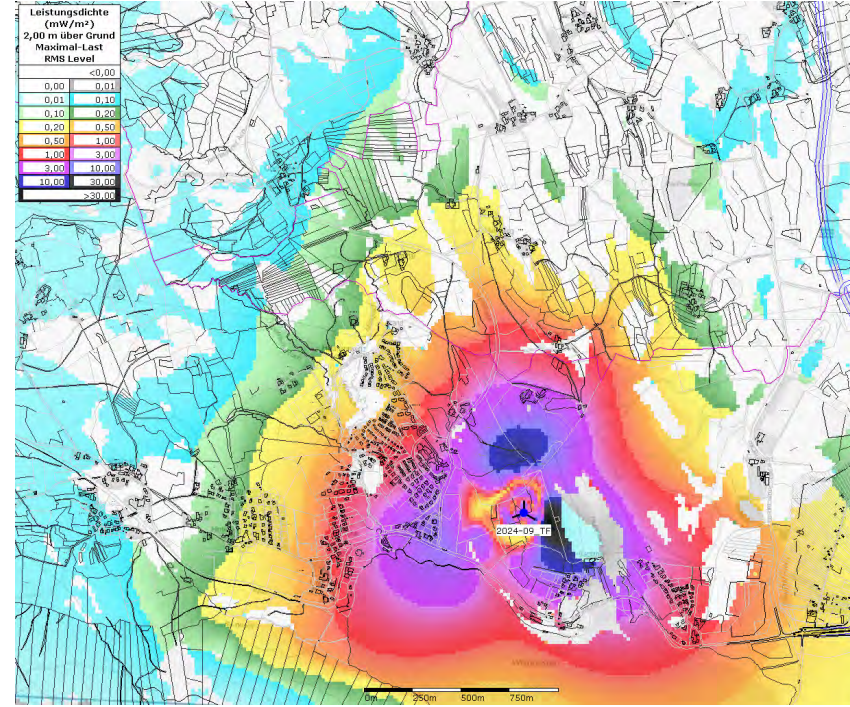 Leistungsdichte
(mW/m²)
2,00 m über Grund
Maximal-Last
RMS Level
<0,00
0,00 0,01
0,01 0,10
0,10 0,20
0,20 0,50
0,50 1,00
1,00 3,00
3,00 10,00
10,00 30,00
>30,00
2024-09_TF
0m 250m 500m 750m